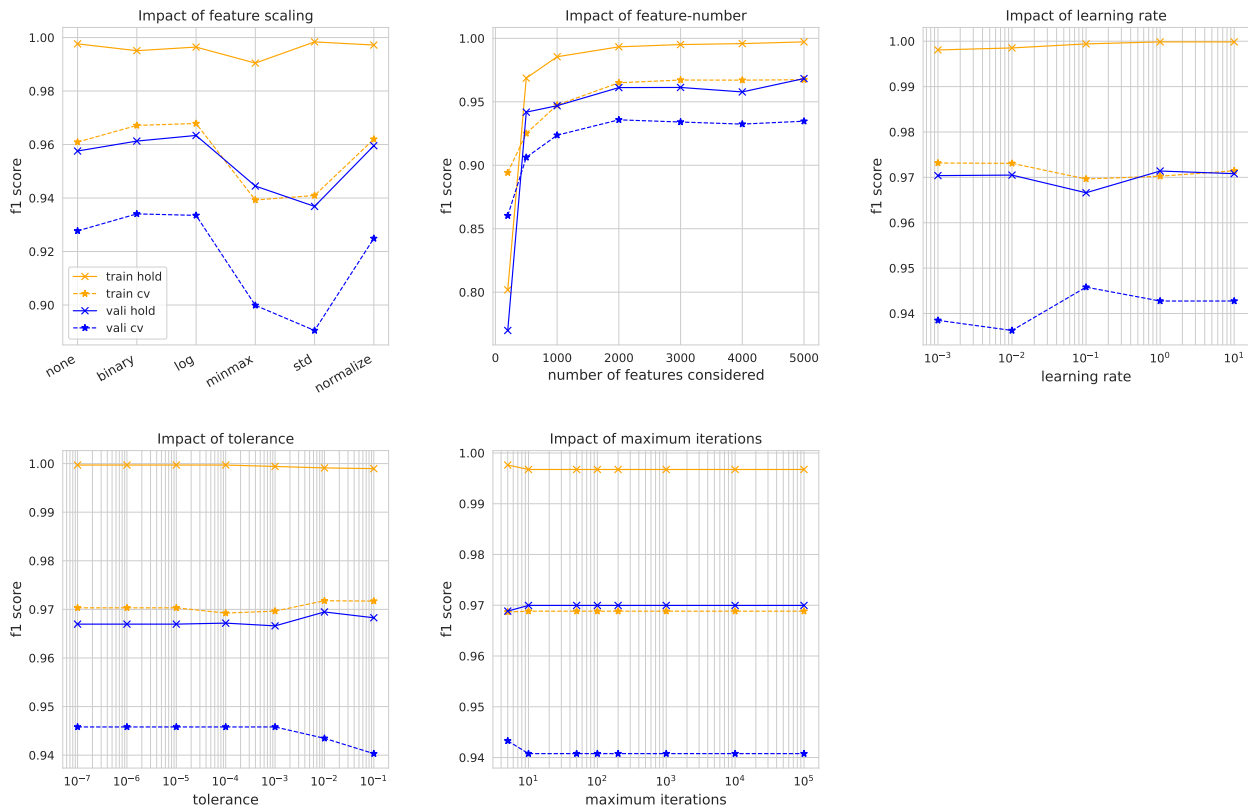 Impact of feature scaling
f1 score
1.00
0.98
0.96
0.94
0.92
0.90
train hold
train cv
vali hold
vali cv
none
binary
log
minmax
std
normalize
Impact of feature-number
f1 score
1.00
0.95
0.90
0.85
0.80
0 1000 2000 3000 4000 5000
number of features considered
Impact of learning rate
f1 score
1.00
0.99
0.98
0.97
0.96
0.95
0.94
10⁻³ 10⁻² 10⁻¹ 10⁰ 10¹
learning rate
Impact of tolerance
f1 score
1.00
0.99
0.98
0.97
0.96
0.95
0.94
10⁻⁷ 10⁻⁶ 10⁻⁵ 10⁻⁴ 10⁻³ 10⁻² 10⁻¹
tolerance
Impact of maximum iterations
f1 score
1.00
0.99
0.98
0.97
0.96
0.95
0.94
10¹ 10² 10³ 10⁴ 10⁵
maximum iterations